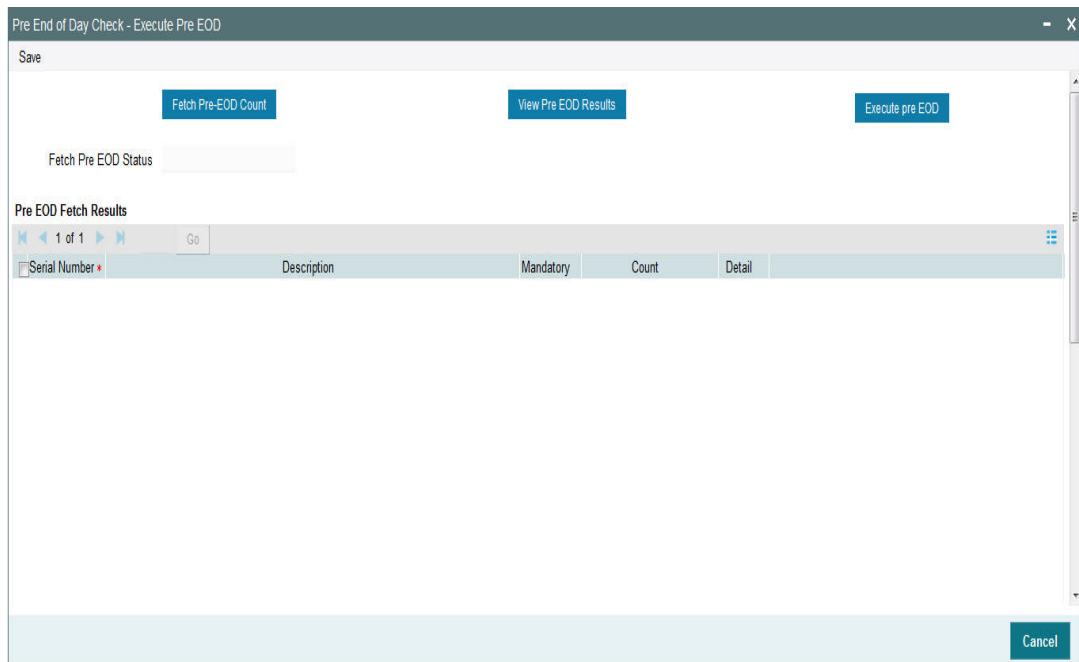 Pre End of Day Check - Execute Pre EOD
Save
Fetch Pre-EOD Count View Pre EOD Results Execute pre EOD
Fetch Pre EOD Status
Pre EOD Fetch Results
1 of 1 Go
Serial Number * Description Mandatory Count Detail
Cancel